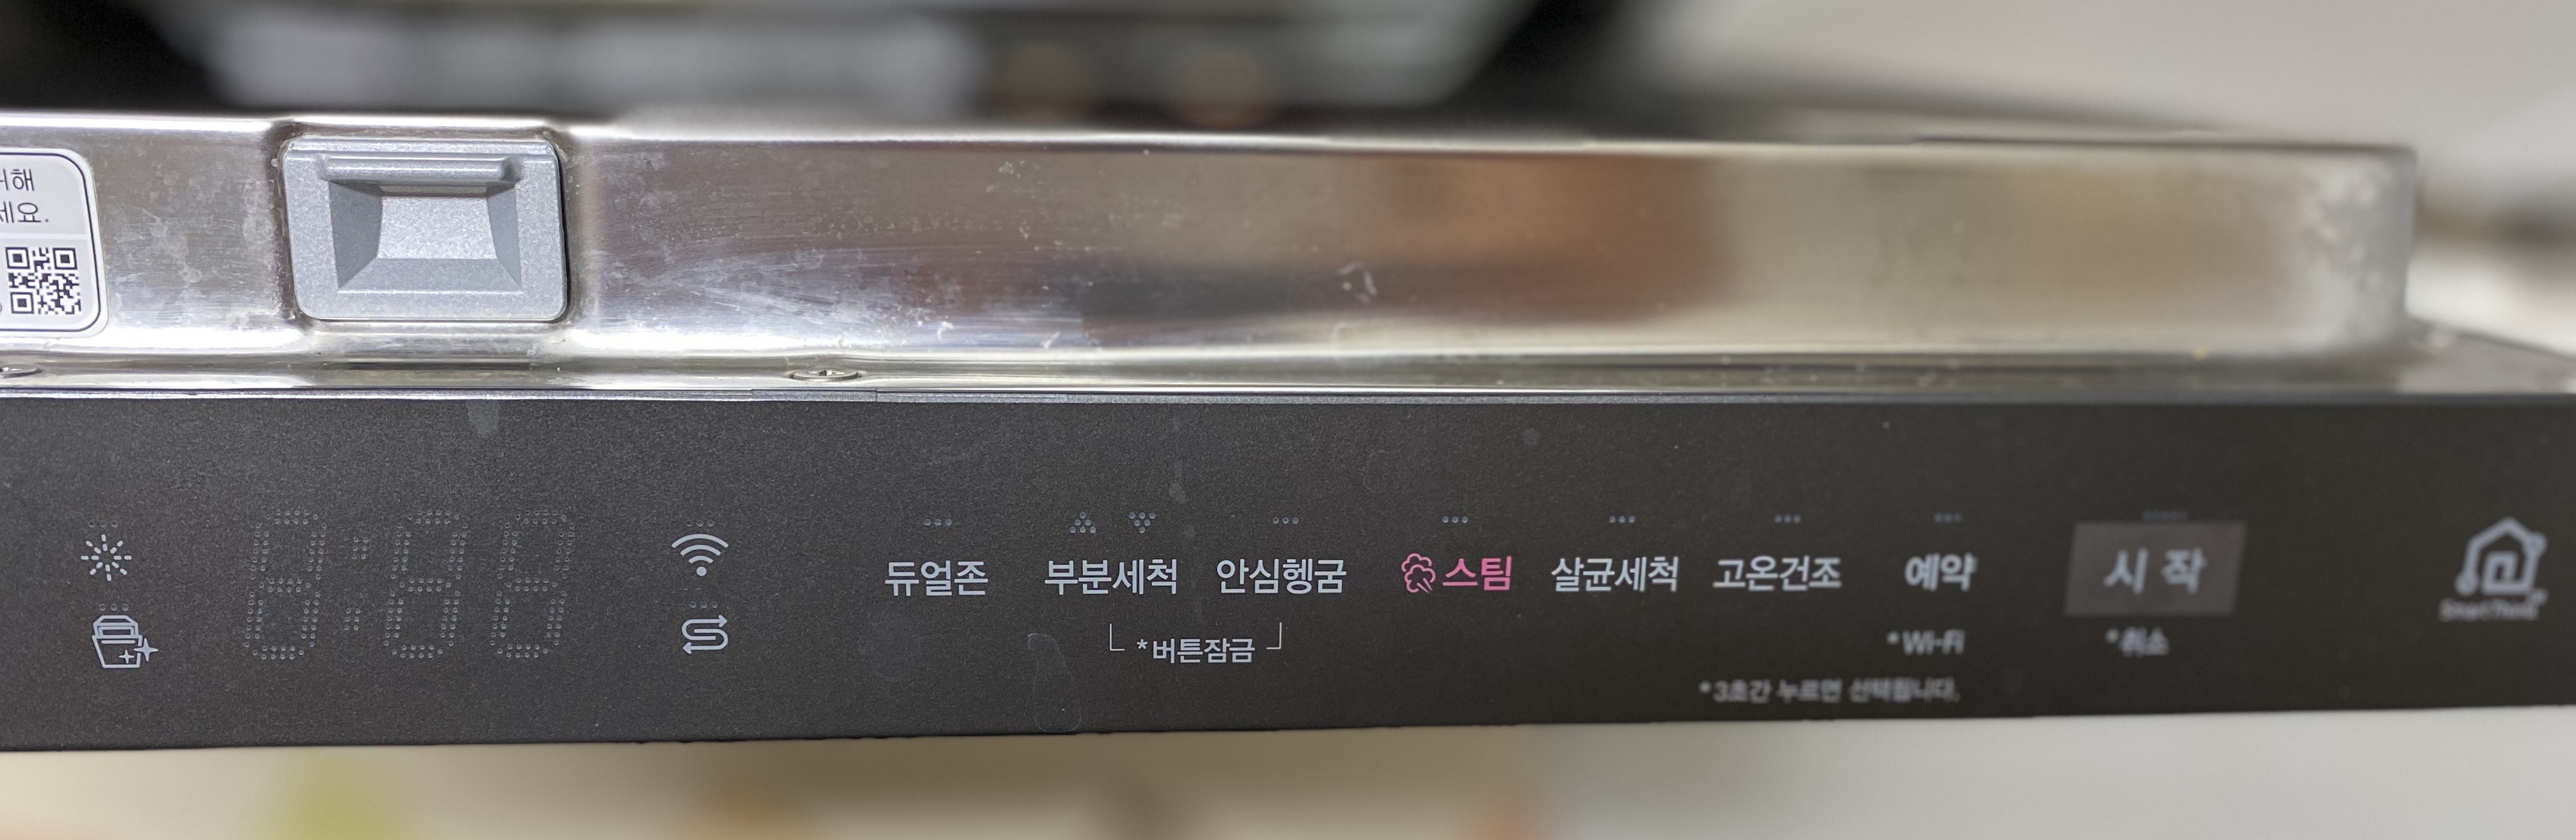 위해
세요.
듀얼존 부분세척 안심헹굼 스팀 살균세척 고온건조 예약 시작
*버튼잠금 *Wi-Fi *취소
*3초간 누르면 선택됩니다.